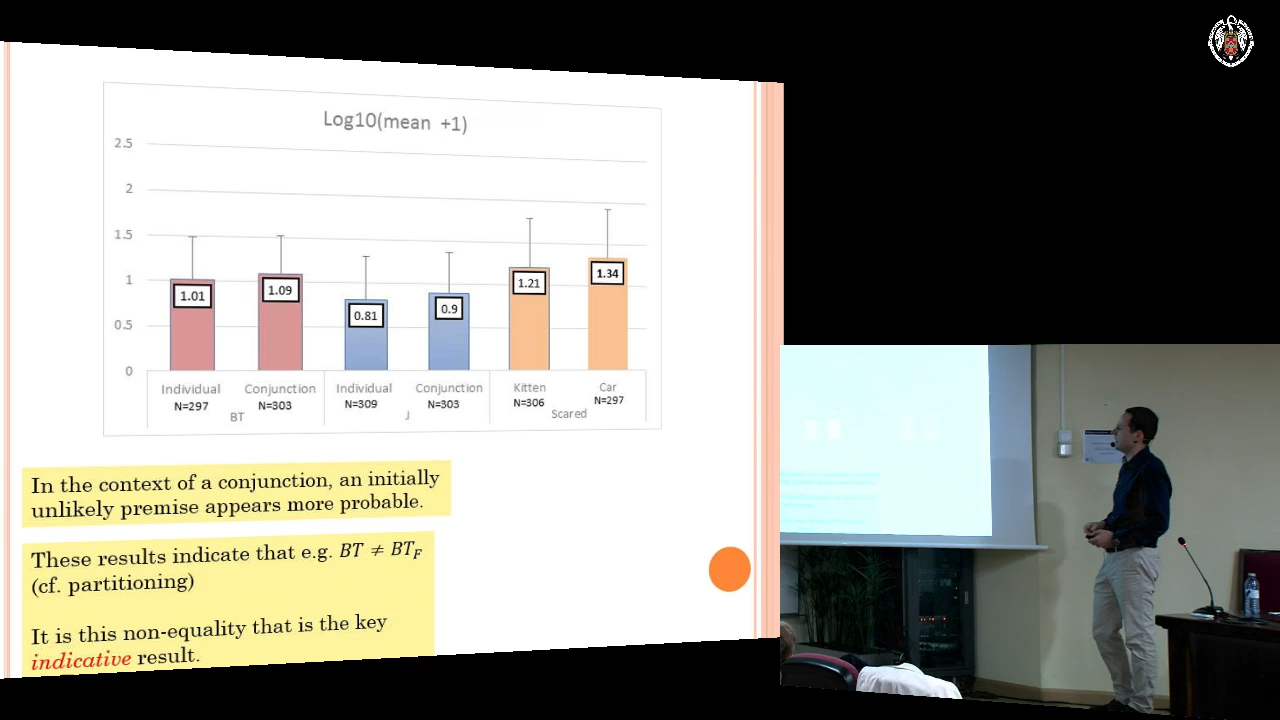 Log10(mean +1)
2.5
2
1.5
1
0.5
0
1.01
1.09
0.81
0.9
1.21
1.34
Individual Conjunction Individual Conjunction Kitten Car
N=297 N=303 N=309 N=303 N=306 N=297
BT J Scared
In the context of a conjunction, an initially
unlikely premise appears more probable.
These results indicate that e.g. BT ≠ BT_F
(cf. partitioning)
It is this non-equality that is the key
indicative result.